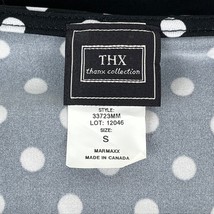 THX
thanx collection
STYLE:
33723MM
LOT: 12046
SIZE:
S
MARMAXX
MADE IN CANADA